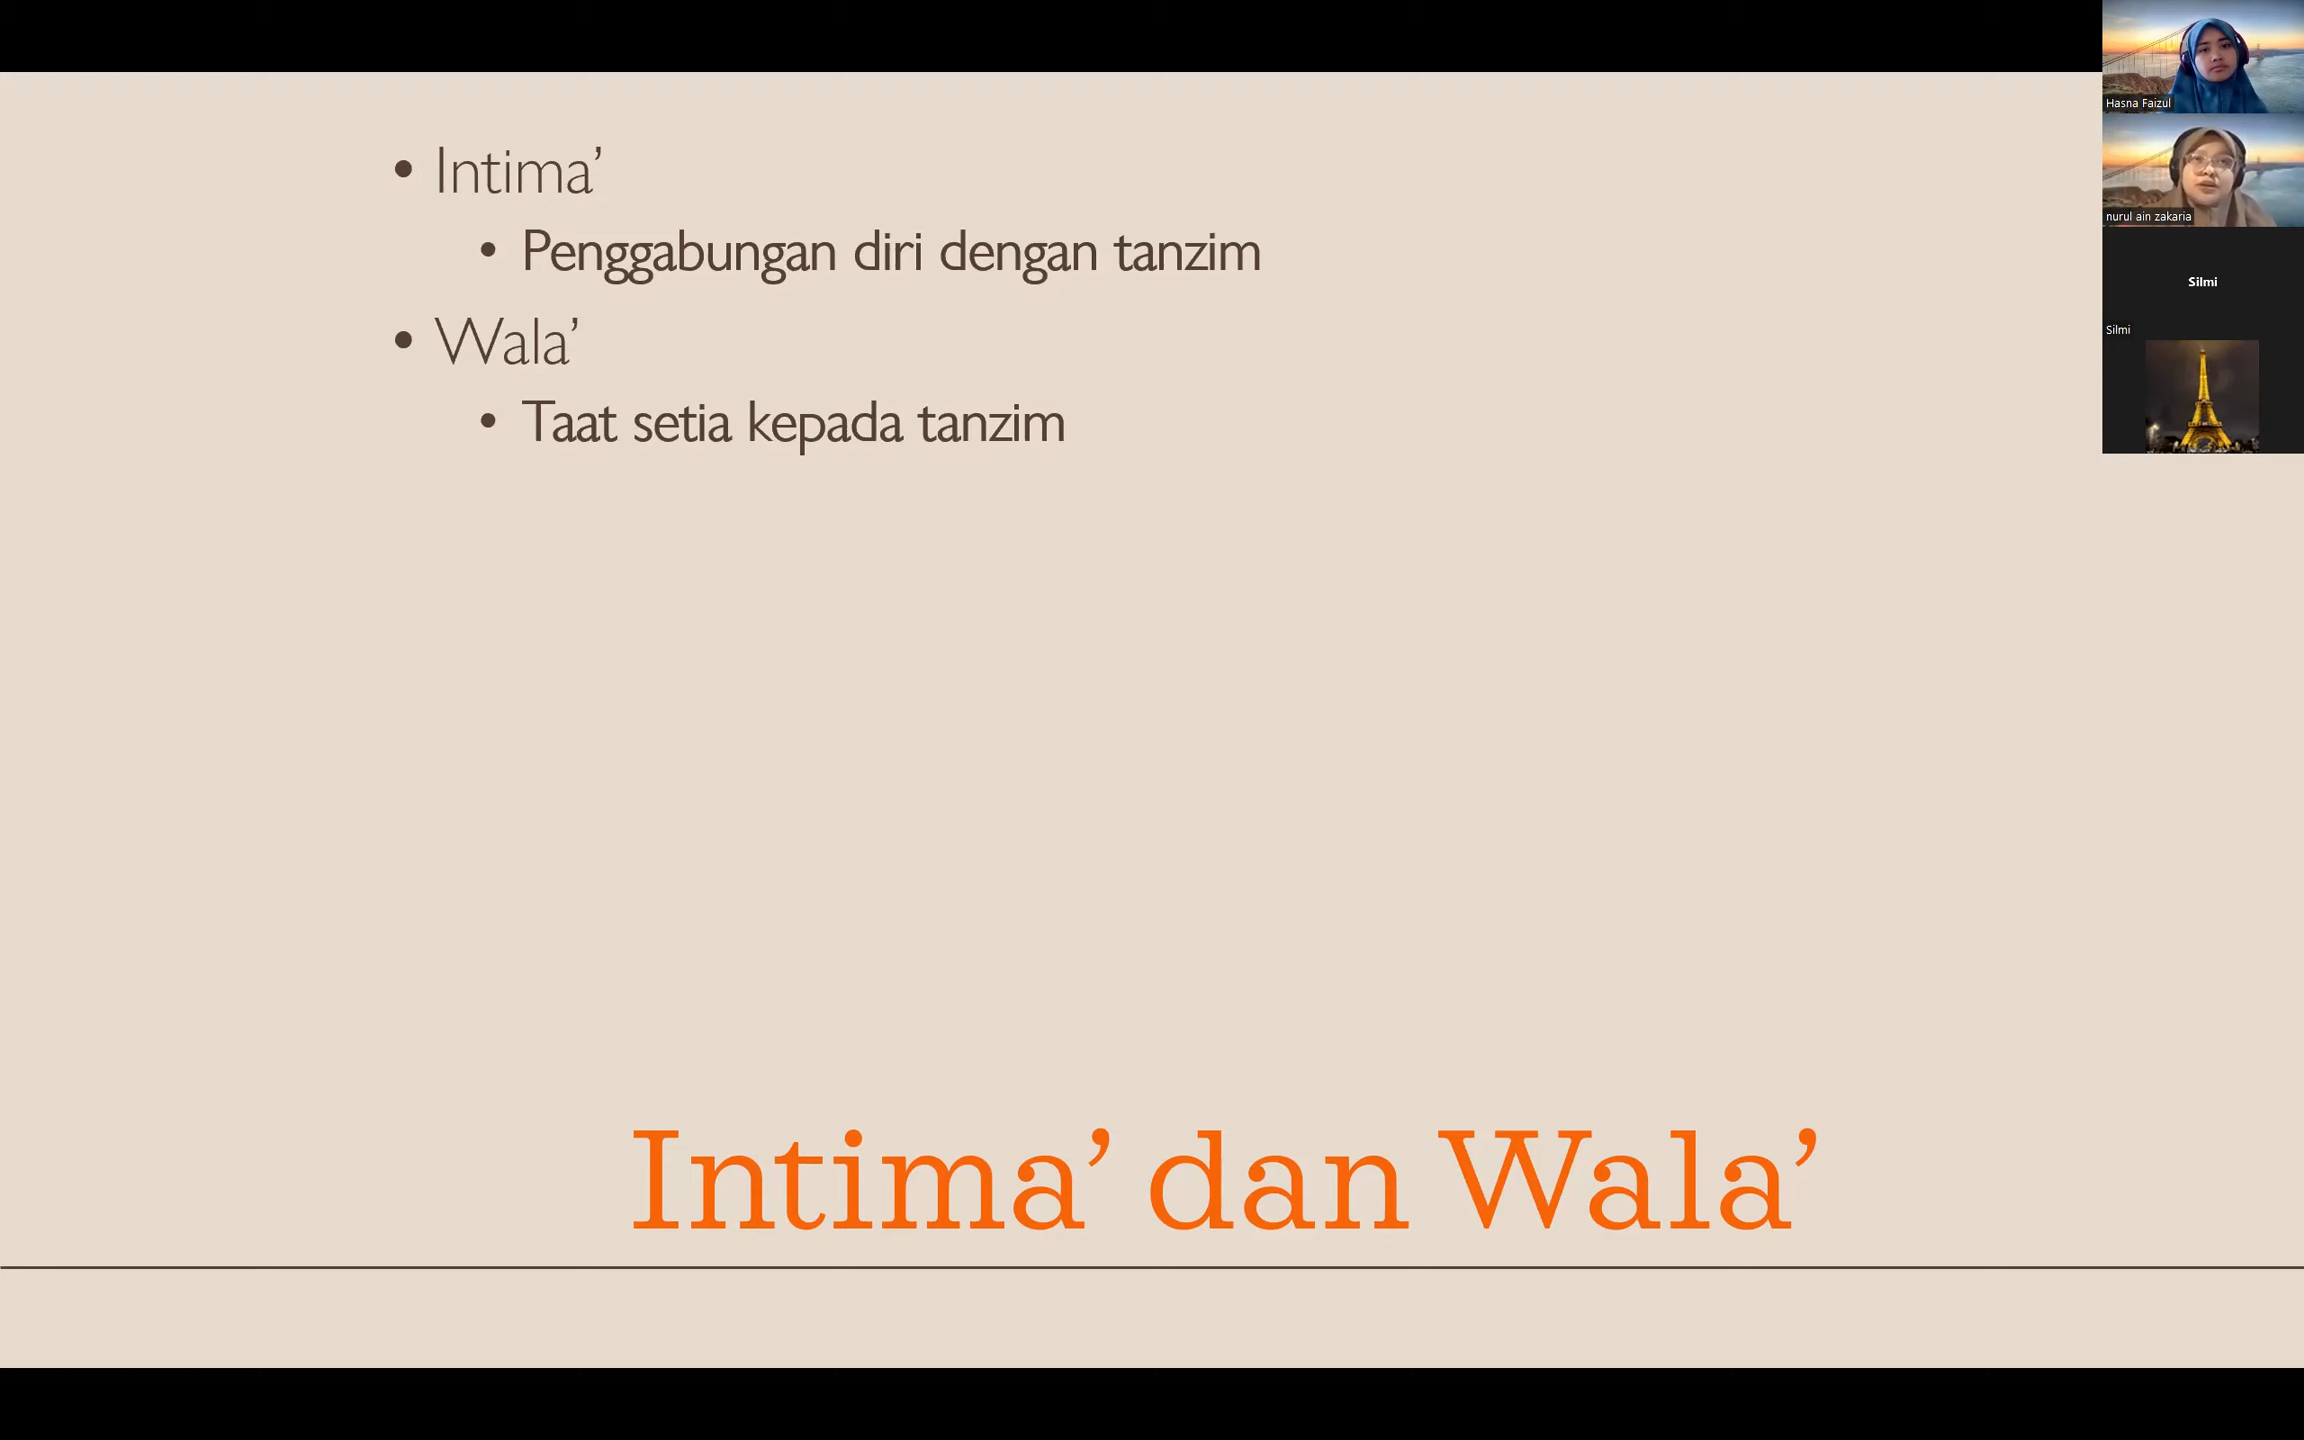 • Intima’
• Penggabungan diri dengan tanzim
• Wala’
• Taat setia kepada tanzim
Intima’ dan Wala’
Hasna Faizul
nurul ain zakaria
Silmi
Silmi